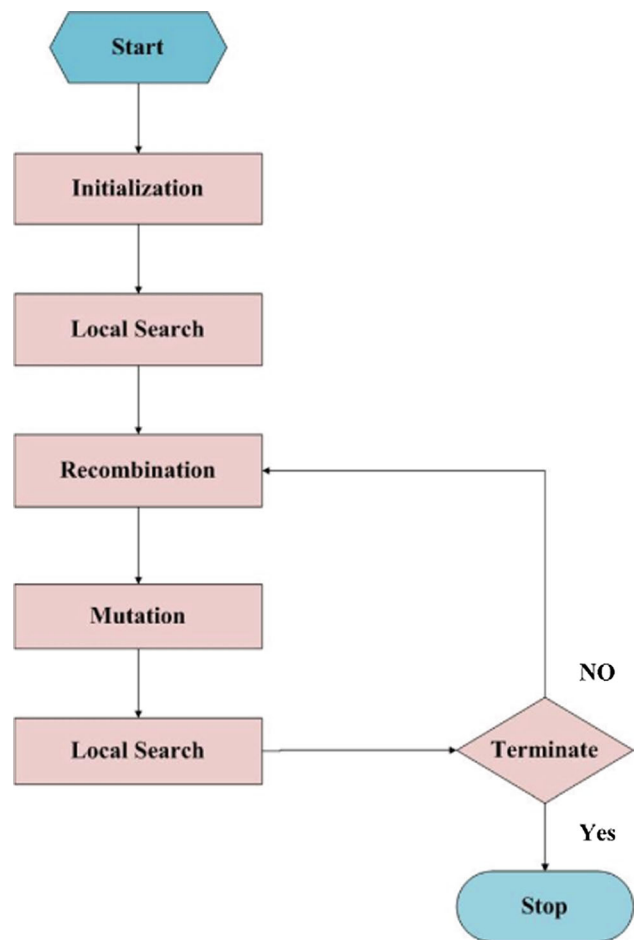 Start
Initialization
Local Search
Recombination
Mutation
NO
Local Search
Terminate
Yes
Stop